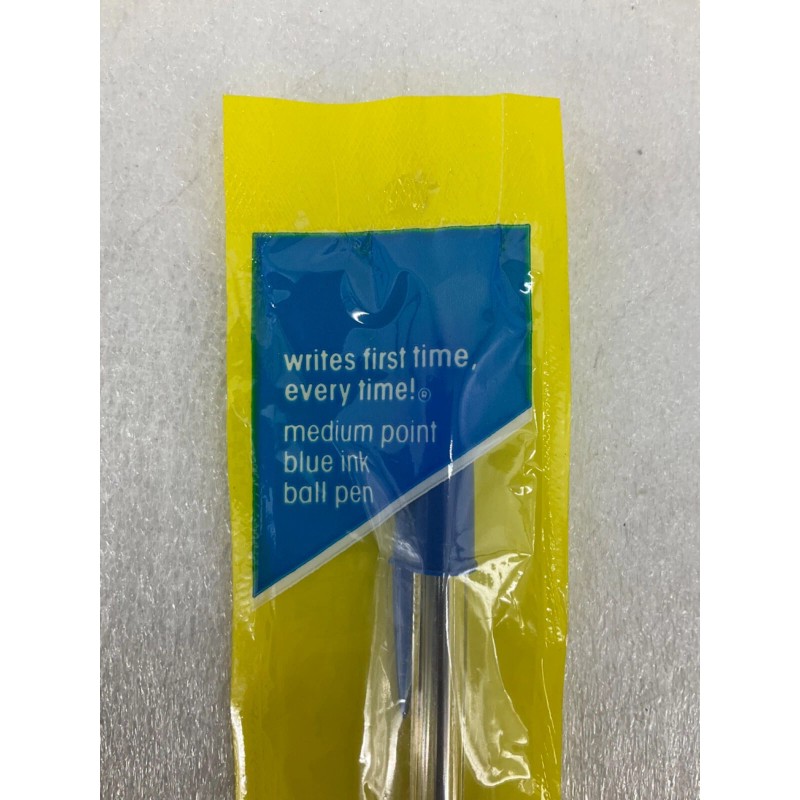 writes first time,
every time!®
medium point
blue ink
ball pen